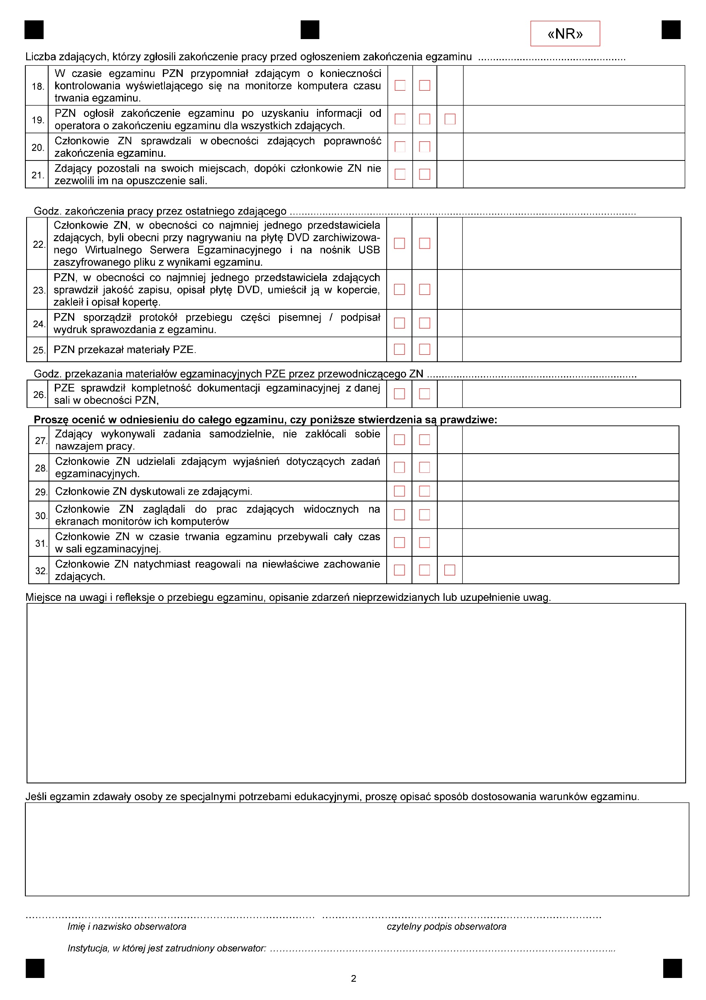 «NR»
Liczba zdających, którzy zgłosili zakończenie pracy przed ogłoszeniem zakończenia egzaminu ..................................................
18. W czasie egzaminu PZN przypomniał zdającym o konieczności
kontrolowania wyświetlającego się na monitorze komputera czasu
trwania egzaminu.
19. PZN ogłosił zakończenie egzaminu po uzyskaniu informacji od
operatora o zakończeniu egzaminu dla wszystkich zdających.
20. Członkowie ZN sprawdzali w obecności zdających poprawność
zakończenia egzaminu.
21. Zdający pozostali na swoich miejscach, dopóki członkowie ZN nie
zezwolili im na opuszczenie sali.
Godz. zakończenia pracy przez ostatniego zdającego ....................................................................................................................
22. Członkowie ZN, w obecności co najmniej jednego przedstawiciela
zdających, byli obecni przy nagrywaniu na płytę DVD zarchiwizowa-
nego Wirtualnego Serwera Egzaminacyjnego i na nośnik USB
zaszyfrowanego pliku z wynikami egzaminu.
23. PZN, w obecności co najmniej jednego przedstawiciela zdających
sprawdził jakość zapisu, opisał płytę DVD, umieścił ją w kopercie,
zakleił i opisał kopertę.
24. PZN sporządził protokół przebiegu części pisemnej / podpisał
wydruk sprawozdania z egzaminu.
25. PZN przekazał materiały PZE.
Godz. przekazania materiałów egzaminacyjnych PZE przez przewodniczącego ZN ......................................................................
26. PZE sprawdził kompletność dokumentacji egzaminacyjnej z danej
sali w obecności PZN,
Proszę ocenić w odniesieniu do całego egzaminu, czy poniższe stwierdzenia są prawdziwe:
27. Zdający wykonywali zadania samodzielnie, nie zakłócali sobie
nawzajem pracy.
28. Członkowie ZN udzielali zdającym wyjaśnień dotyczących zadań
egzaminacyjnych.
29. Członkowie ZN dyskutowali ze zdającymi.
30. Członkowie ZN zaglądali do prac zdających widocznych na
ekranach monitorów ich komputerów
31. Członkowie ZN w czasie trwania egzaminu przebywali cały czas
w sali egzaminacyjnej.
32. Członkowie ZN natychmiast reagowali na niewłaściwe zachowanie
zdających.
Miejsce na uwagi i refleksje o przebiegu egzaminu, opisanie zdarzeń nieprzewidzianych lub uzupełnienie uwag.
Jeśli egzamin zdawały osoby ze specjalnymi potrzebami edukacyjnymi, proszę opisać sposób dostosowania warunków egzaminu.
.................................................................................... ....................................................................................
Imię i nazwisko obserwatora czytelny podpis obserwatora
Instytucja, w której jest zatrudniony obserwator: ....................................................................................................
2